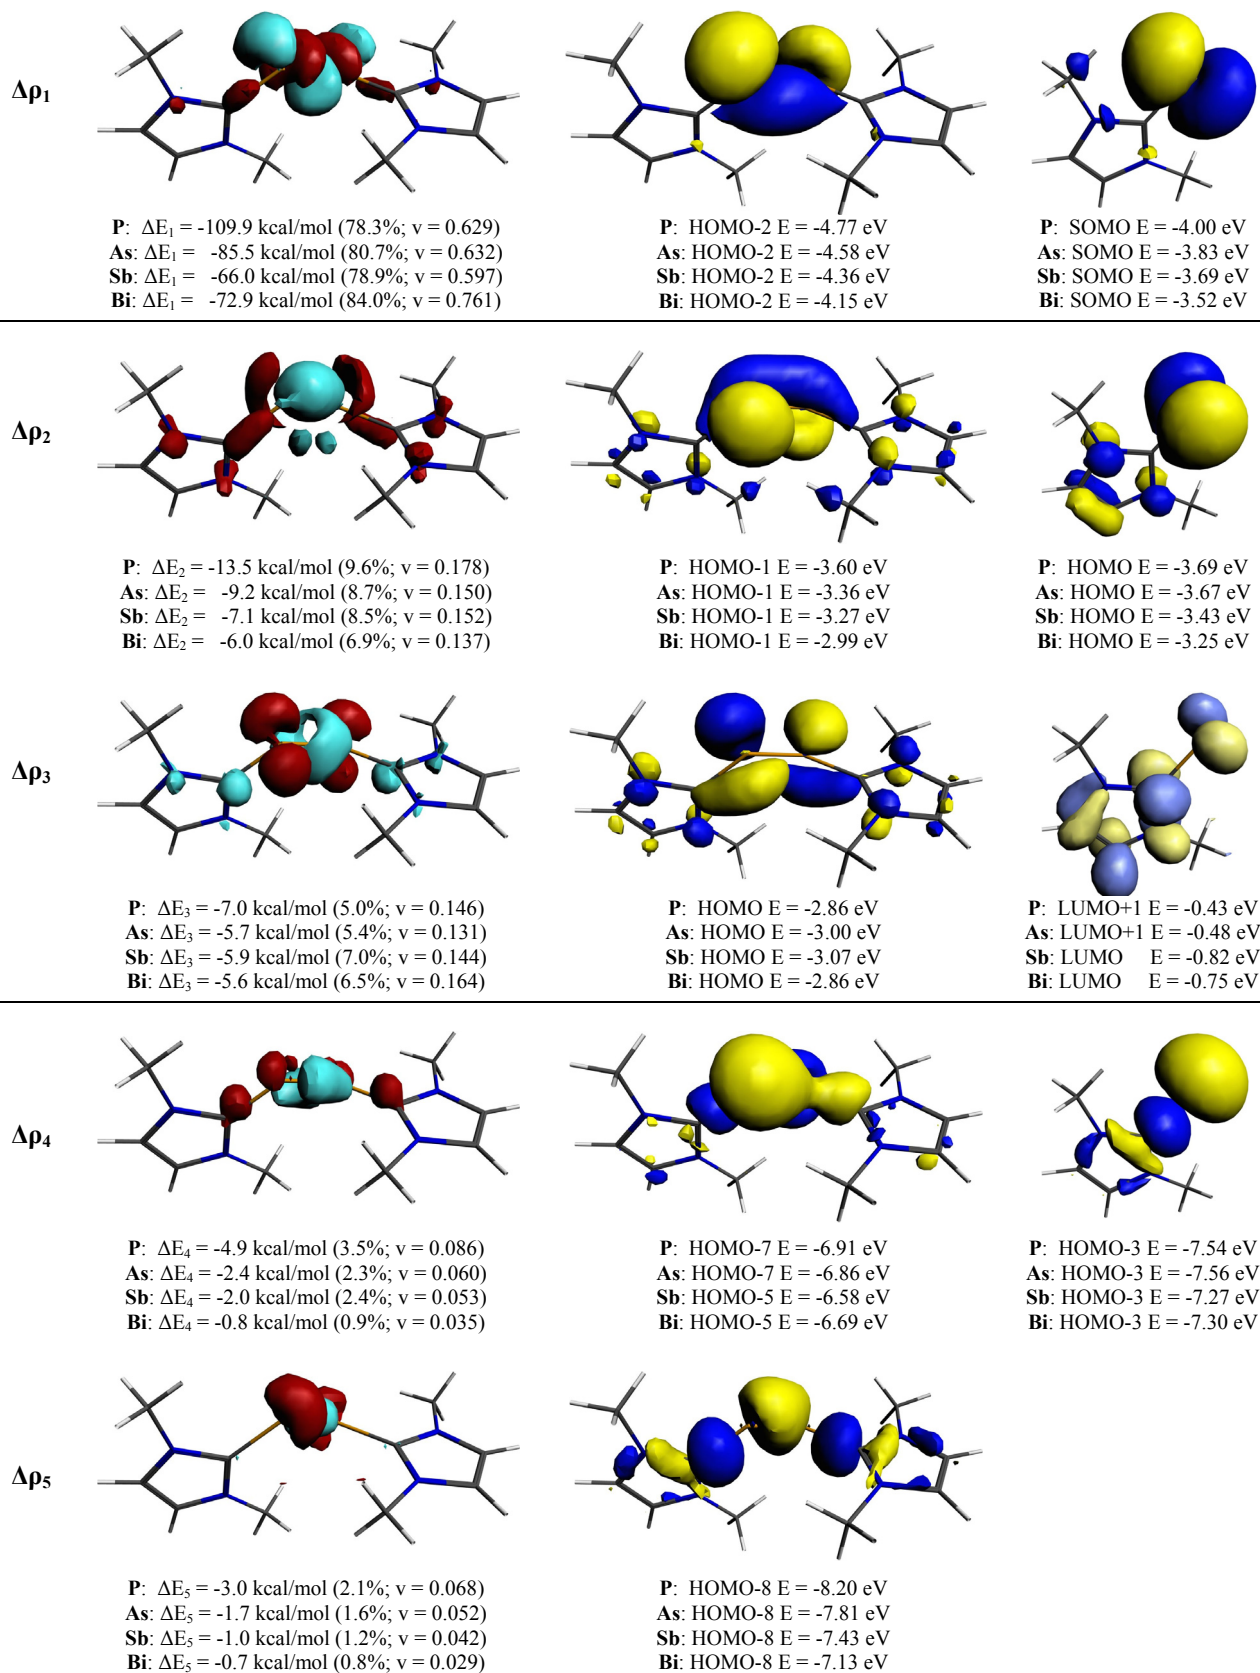 Δρ₁
P: ΔE₁ = -109.9 kcal/mol (78.3%; v = 0.629)
As: ΔE₁ = -85.5 kcal/mol (80.7%; v = 0.632)
Sb: ΔE₁ = -66.0 kcal/mol (78.9%; v = 0.597)
Bi: ΔE₁ = -72.9 kcal/mol (84.0%; v = 0.761)
P: HOMO-2 E = -4.77 eV
As: HOMO-2 E = -4.58 eV
Sb: HOMO-2 E = -4.36 eV
Bi: HOMO-2 E = -4.15 eV
P: SOMO E = -4.00 eV
As: SOMO E = -3.83 eV
Sb: SOMO E = -3.69 eV
Bi: SOMO E = -3.52 eV
Δρ₂
P: ΔE₂ = -13.5 kcal/mol (9.6%; v = 0.178)
As: ΔE₂ = -9.2 kcal/mol (8.7%; v = 0.150)
Sb: ΔE₂ = -7.1 kcal/mol (8.5%; v = 0.152)
Bi: ΔE₂ = -6.0 kcal/mol (6.9%; v = 0.137)
P: HOMO-1 E = -3.60 eV
As: HOMO-1 E = -3.36 eV
Sb: HOMO-1 E = -3.27 eV
Bi: HOMO-1 E = -2.99 eV
P: HOMO E = -3.69 eV
As: HOMO E = -3.67 eV
Sb: HOMO E = -3.43 eV
Bi: HOMO E = -3.25 eV
Δρ₃
P: ΔE₃ = -7.0 kcal/mol (5.0%; v = 0.146)
As: ΔE₃ = -5.7 kcal/mol (5.4%; v = 0.131)
Sb: ΔE₃ = -5.9 kcal/mol (7.0%; v = 0.144)
Bi: ΔE₃ = -5.6 kcal/mol (6.5%; v = 0.164)
P: HOMO E = -2.86 eV
As: HOMO E = -3.00 eV
Sb: HOMO E = -3.07 eV
Bi: HOMO E = -2.86 eV
P: LUMO+1 E = -0.43 eV
As: LUMO+1 E = -0.48 eV
Sb: LUMO E = -0.82 eV
Bi: LUMO E = -0.75 eV
Δρ₄
P: ΔE₄ = -4.9 kcal/mol (3.5%; v = 0.086)
As: ΔE₄ = -2.4 kcal/mol (2.3%; v = 0.060)
Sb: ΔE₄ = -2.0 kcal/mol (2.4%; v = 0.053)
Bi: ΔE₄ = -0.8 kcal/mol (0.9%; v = 0.035)
P: HOMO-7 E = -6.91 eV
As: HOMO-7 E = -6.86 eV
Sb: HOMO-5 E = -6.58 eV
Bi: HOMO-5 E = -6.69 eV
P: HOMO-3 E = -7.54 eV
As: HOMO-3 E = -7.56 eV
Sb: HOMO-3 E = -7.27 eV
Bi: HOMO-3 E = -7.30 eV
Δρ₅
P: ΔE₅ = -3.0 kcal/mol (2.1%; v = 0.068)
As: ΔE₅ = -1.7 kcal/mol (1.6%; v = 0.052)
Sb: ΔE₅ = -1.0 kcal/mol (1.2%; v = 0.042)
Bi: ΔE₅ = -0.7 kcal/mol (0.8%; v = 0.029)
P: HOMO-8 E = -8.20 eV
As: HOMO-8 E = -7.81 eV
Sb: HOMO-8 E = -7.43 eV
Bi: HOMO-8 E = -7.13 eV